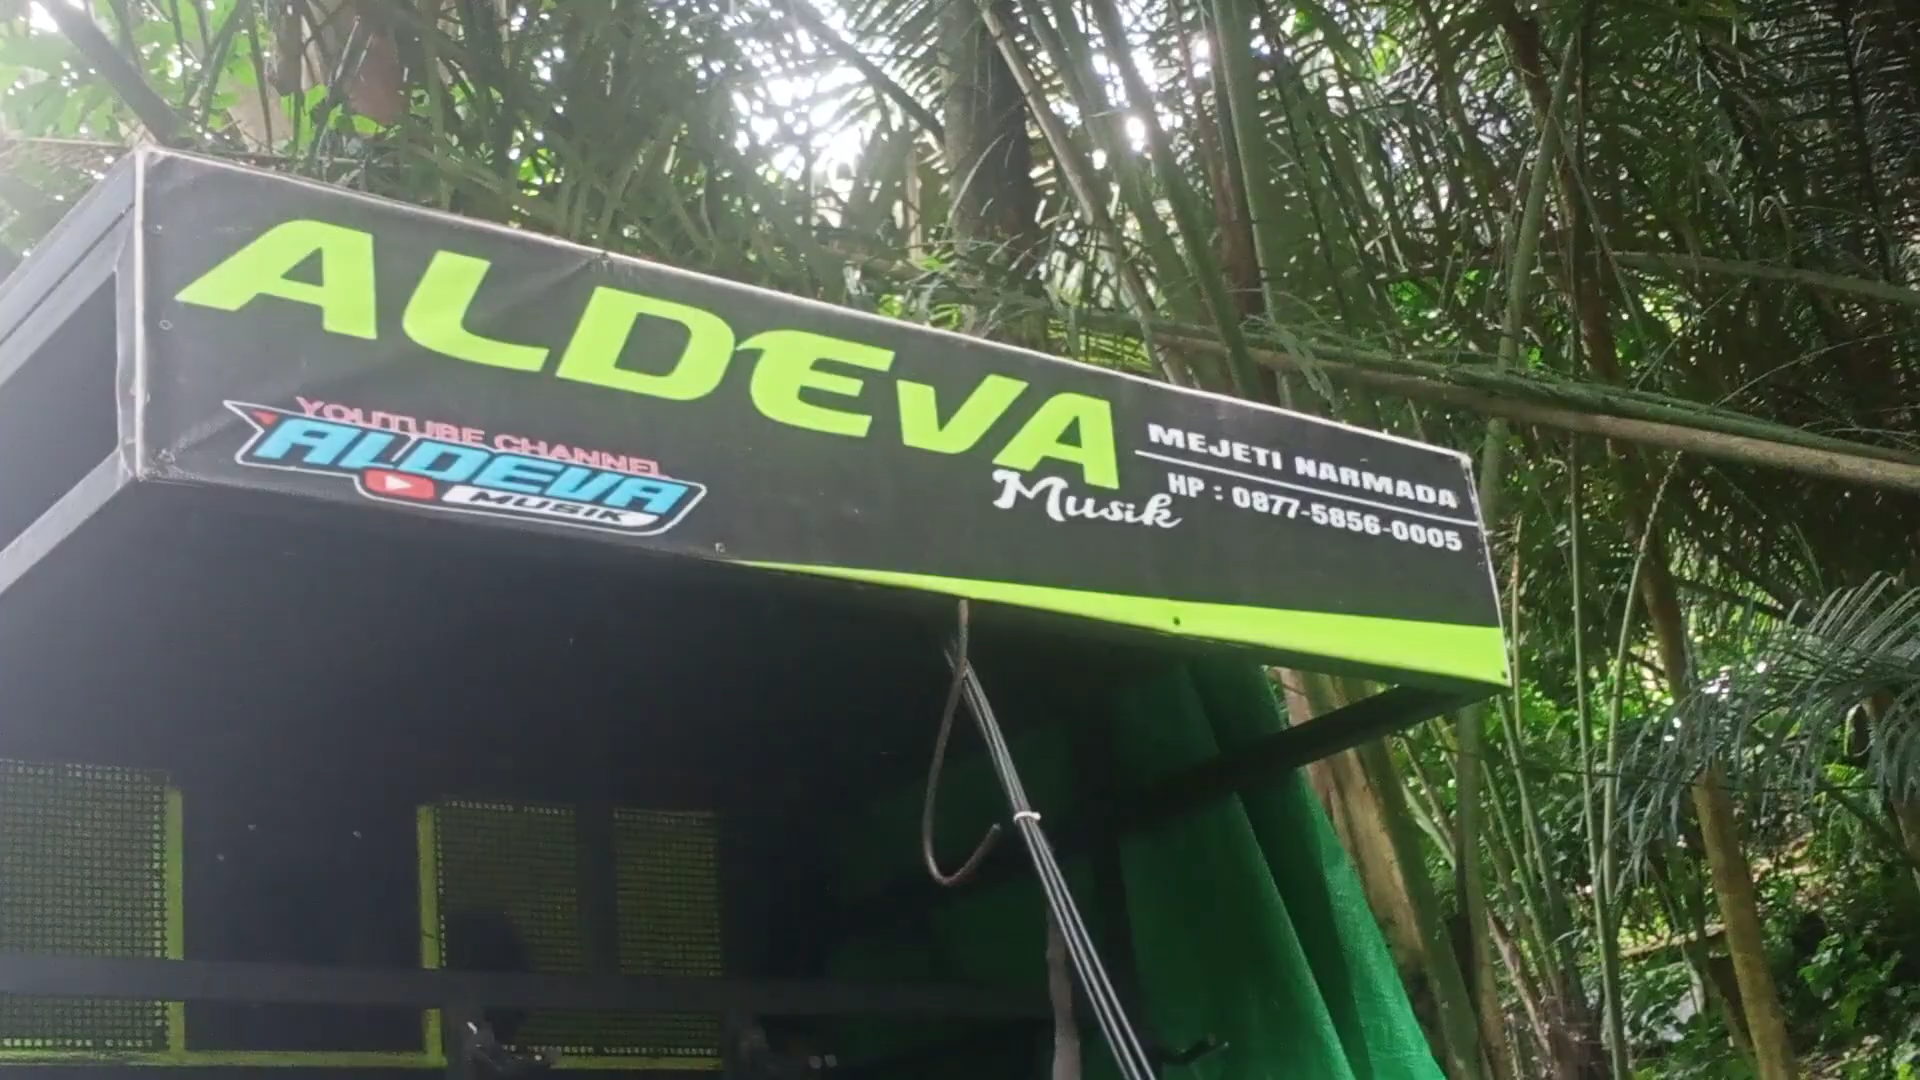 ALDEVA
Musik
MEJETI NARMADA
HP : 0877-5856-0005
YOUTUBE CHANNEL
ALDEVA
MUSIK